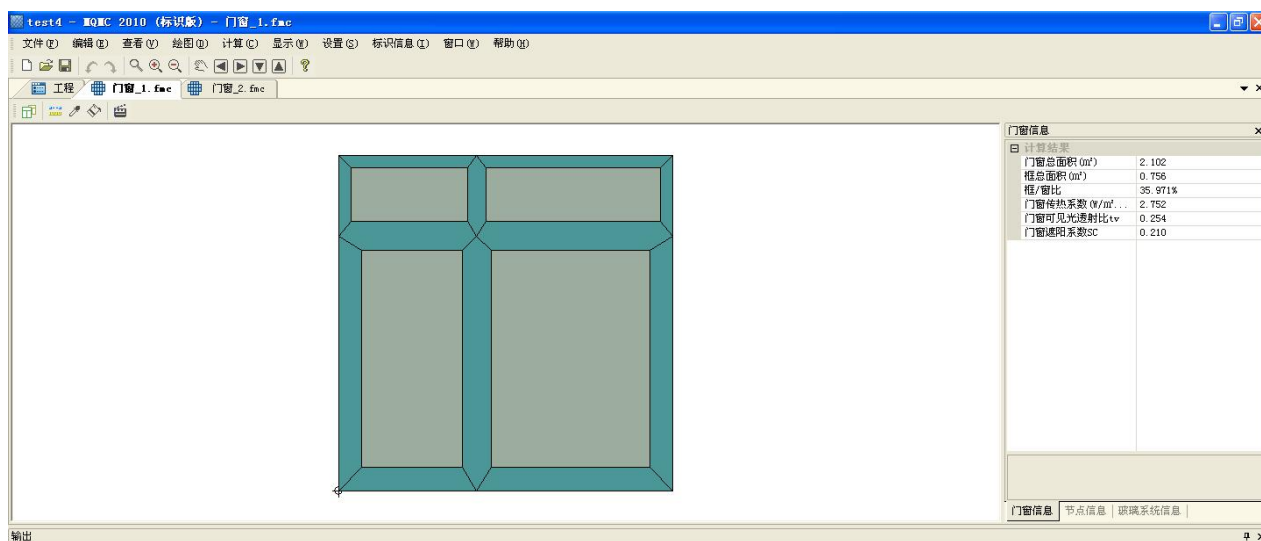 test4 - MQMC 2010 (标识版) - 门窗_1.fmc
文件(F) 编辑(E) 查看(V) 绘图(D) 计算(C) 显示(W) 设置(S) 标识信息(I) 窗口(W) 帮助(H)
工程 门窗_1.fmc 门窗_2.fmc
门窗信息
计算结果
门窗总面积(㎡) 2.102
框总面积(㎡) 0.756
框/窗比 35.971%
门窗传热系数(W/㎡... 2.752
门窗可见光透射比tv 0.254
门窗遮阳系数SC 0.210
门窗信息 节点信息 玻璃系统信息
输出